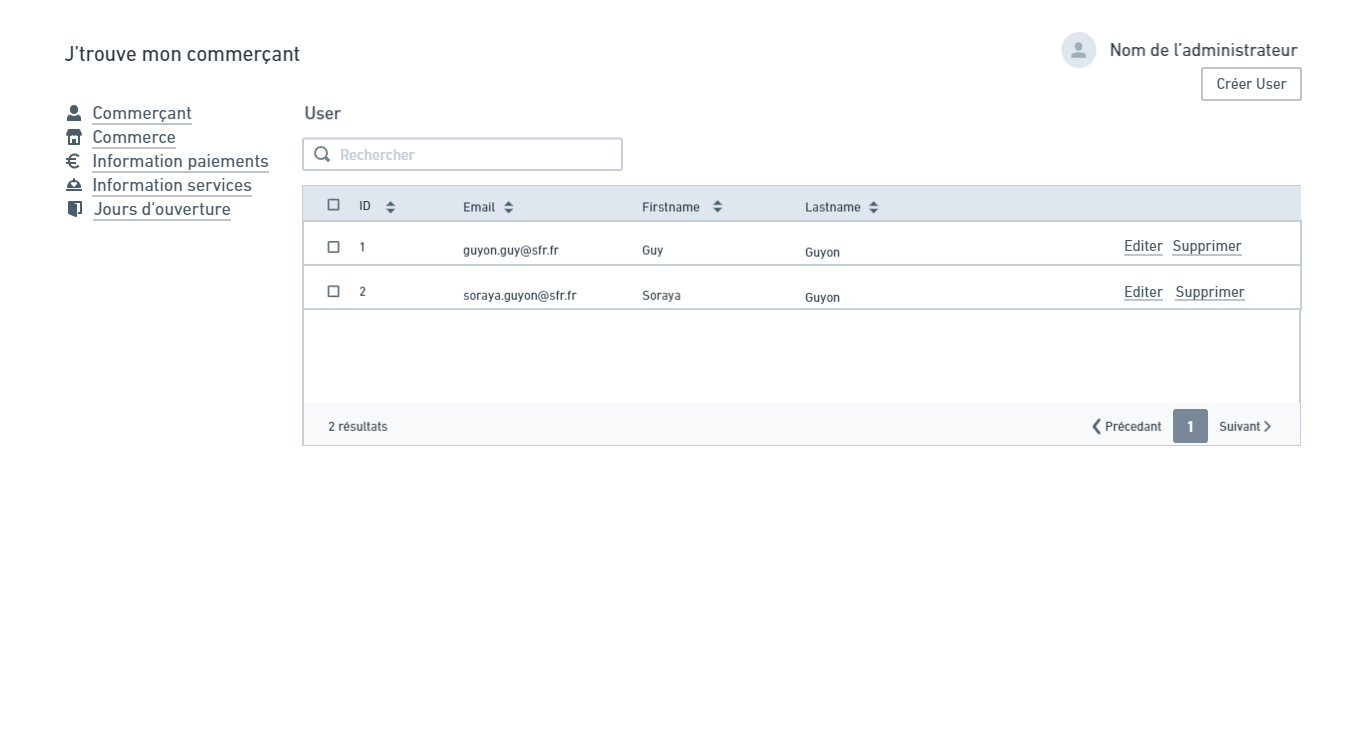 J'trouve mon commerçant
Nom de l'administrateur
Créer User
Commerçant
Commerce
Information paiements
Information services
Jours d'ouverture
User
Rechercher
ID Email Firstname Lastname
1 guyon.guy@sfr.fr Guy Guyon Editer Supprimer
2 soraya.guyon@sfr.fr Soraya Guyon Editer Supprimer
2 résultats Précedant 1 Suivant